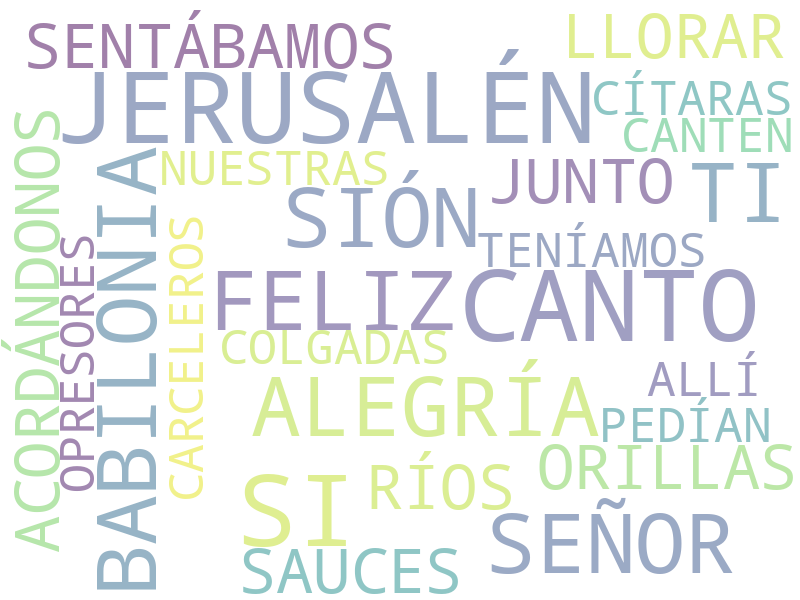 SENTÁBAMOS
LLORAR
JERUSALÉN
CÍTARAS
CANTEN
ACORDÁNDONOS
OPRESORES
BABILONIA
NUESTRAS
JUNTO
TI
SIÓN
TENÍAMOS
CARCELEROS
FELIZ
CANTO
COLGADAS
ALLÍ
ALEGRÍA
PEDÍAN
SI
RÍOS
ORILLAS
SEÑOR
SAUCES